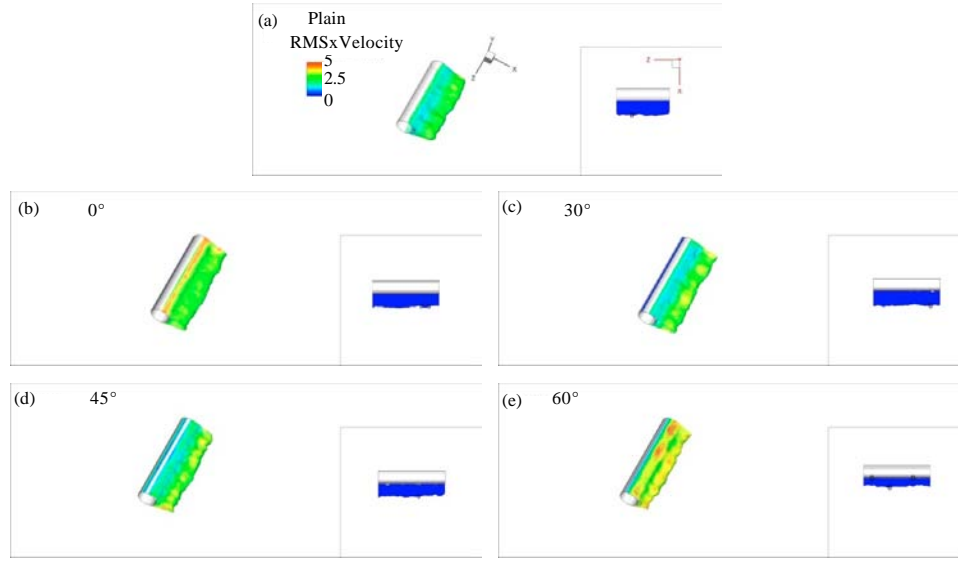 (a) Plain
RMSxVelocity
5
2.5
0
Y
X
Z
Z
X
(b) 0°
(c) 30°
(d) 45°
(e) 60°